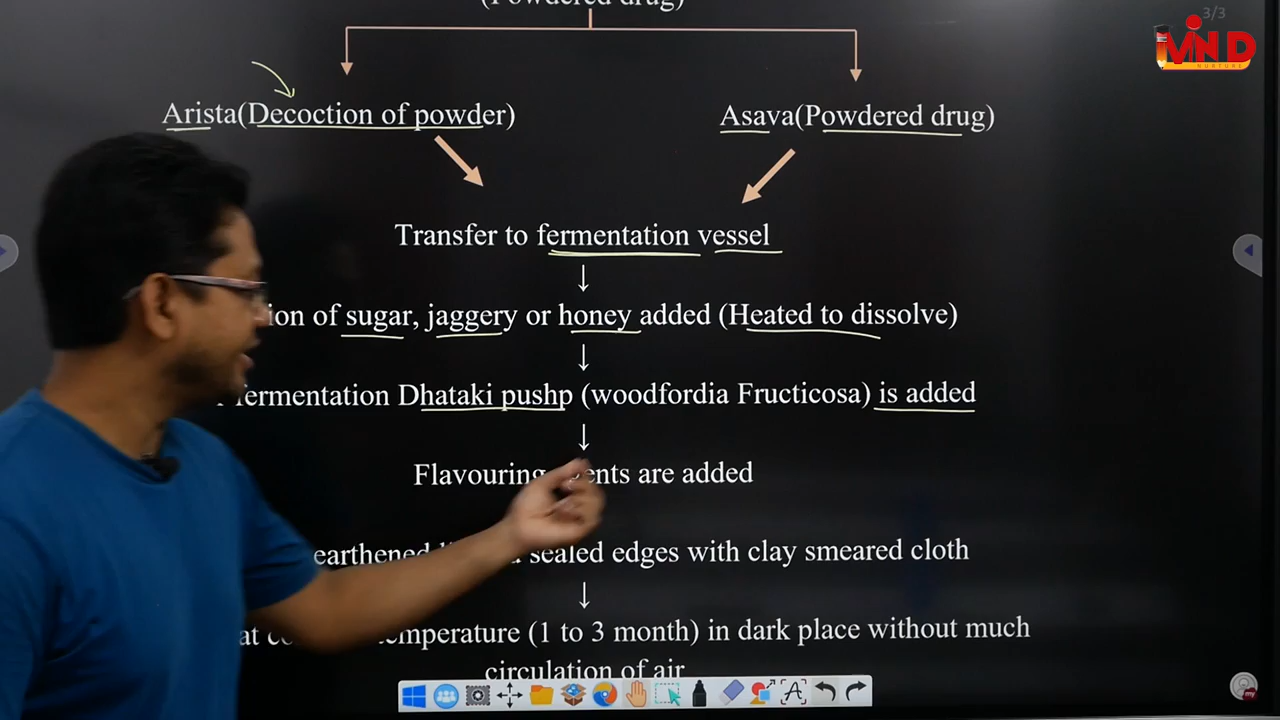 (Powdered drug)
3/3
MIND
NURTURE
Arista(Decoction of powder)
Asava(Powdered drug)
Transfer to fermentation vessel
of sugar, jaggery or honey added (Heated to dissolve)
fermentation Dhataki pushp (woodfordia Fructicosa) is added
Flavouring are added
earthened sealed edges with clay smeared cloth
at temperature (1 to 3 month) in dark place without much
circulation of air
A
my